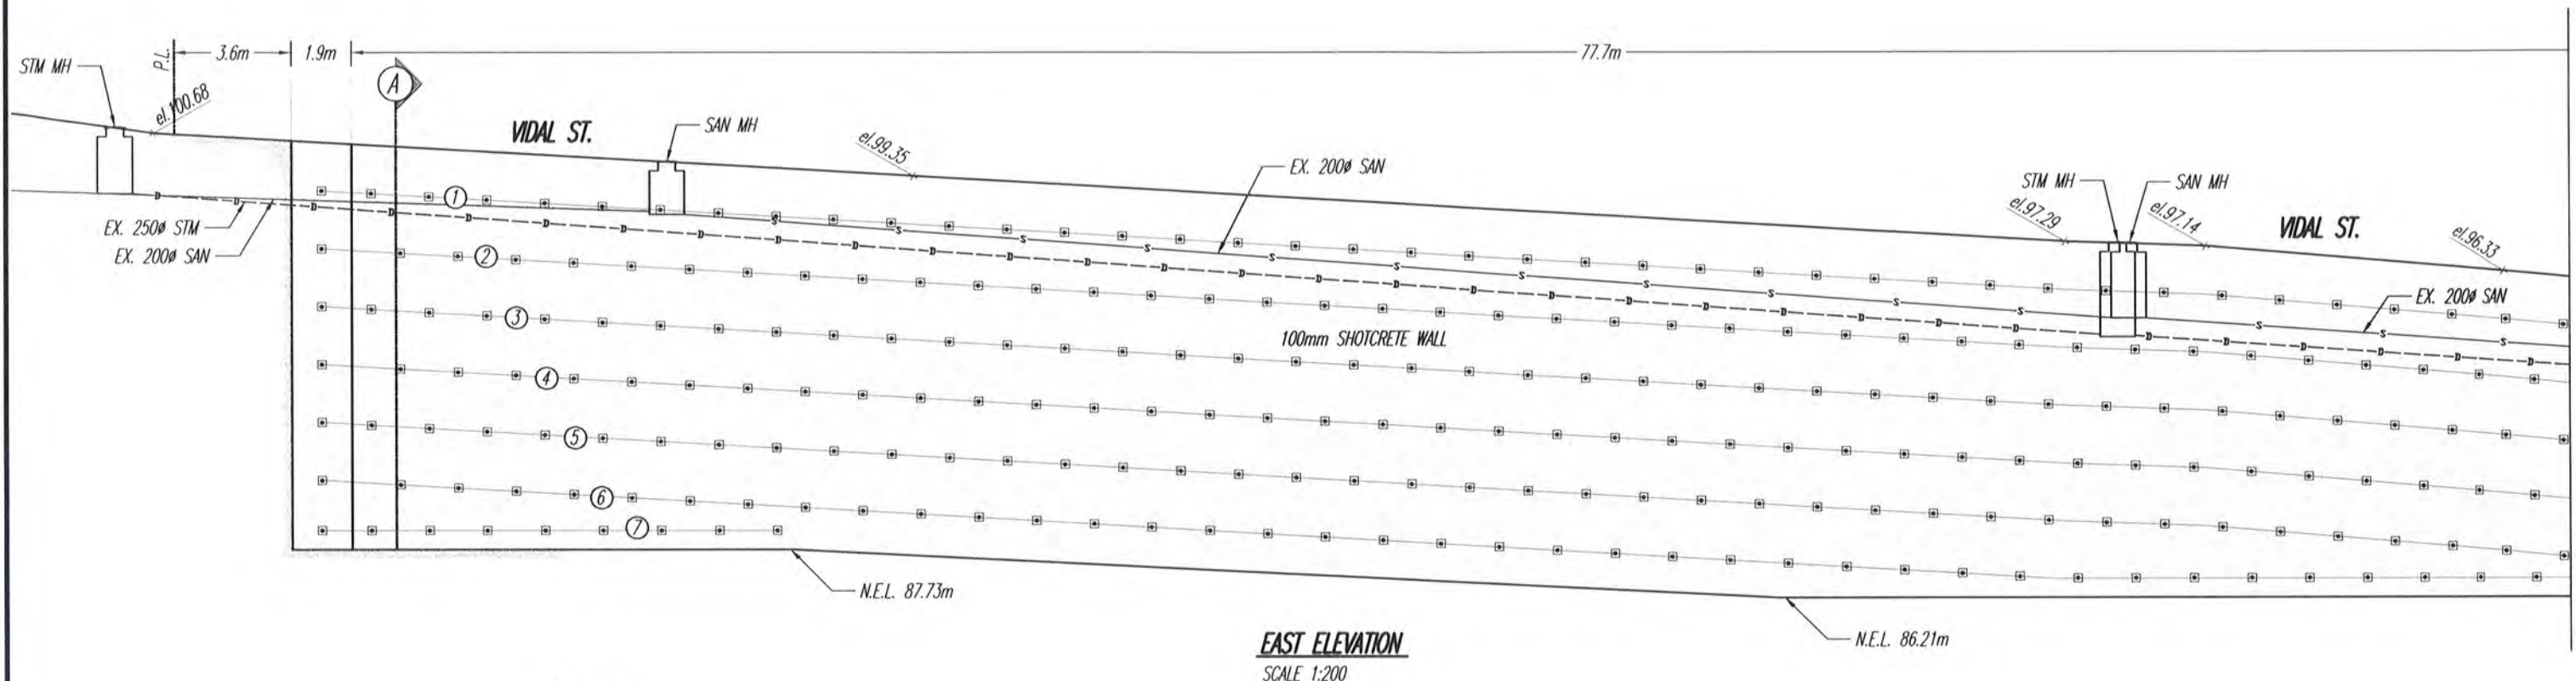 P.L.
3.6m
1.9m
77.7m
STM MH
el.100.68
A
VIDAL ST.
SAN MH
el.99.35
EX. 200ø SAN
STM MH
SAN MH
el.97.29
el.97.14
VIDAL ST.
el.96.33
EX. 250ø STM
EX. 200ø SAN
EX. 200ø SAN
1
2
3
4
5
6
7
100mm SHOTCRETE WALL
N.E.L. 87.73m
N.E.L. 86.21m
EAST ELEVATION
SCALE 1:200